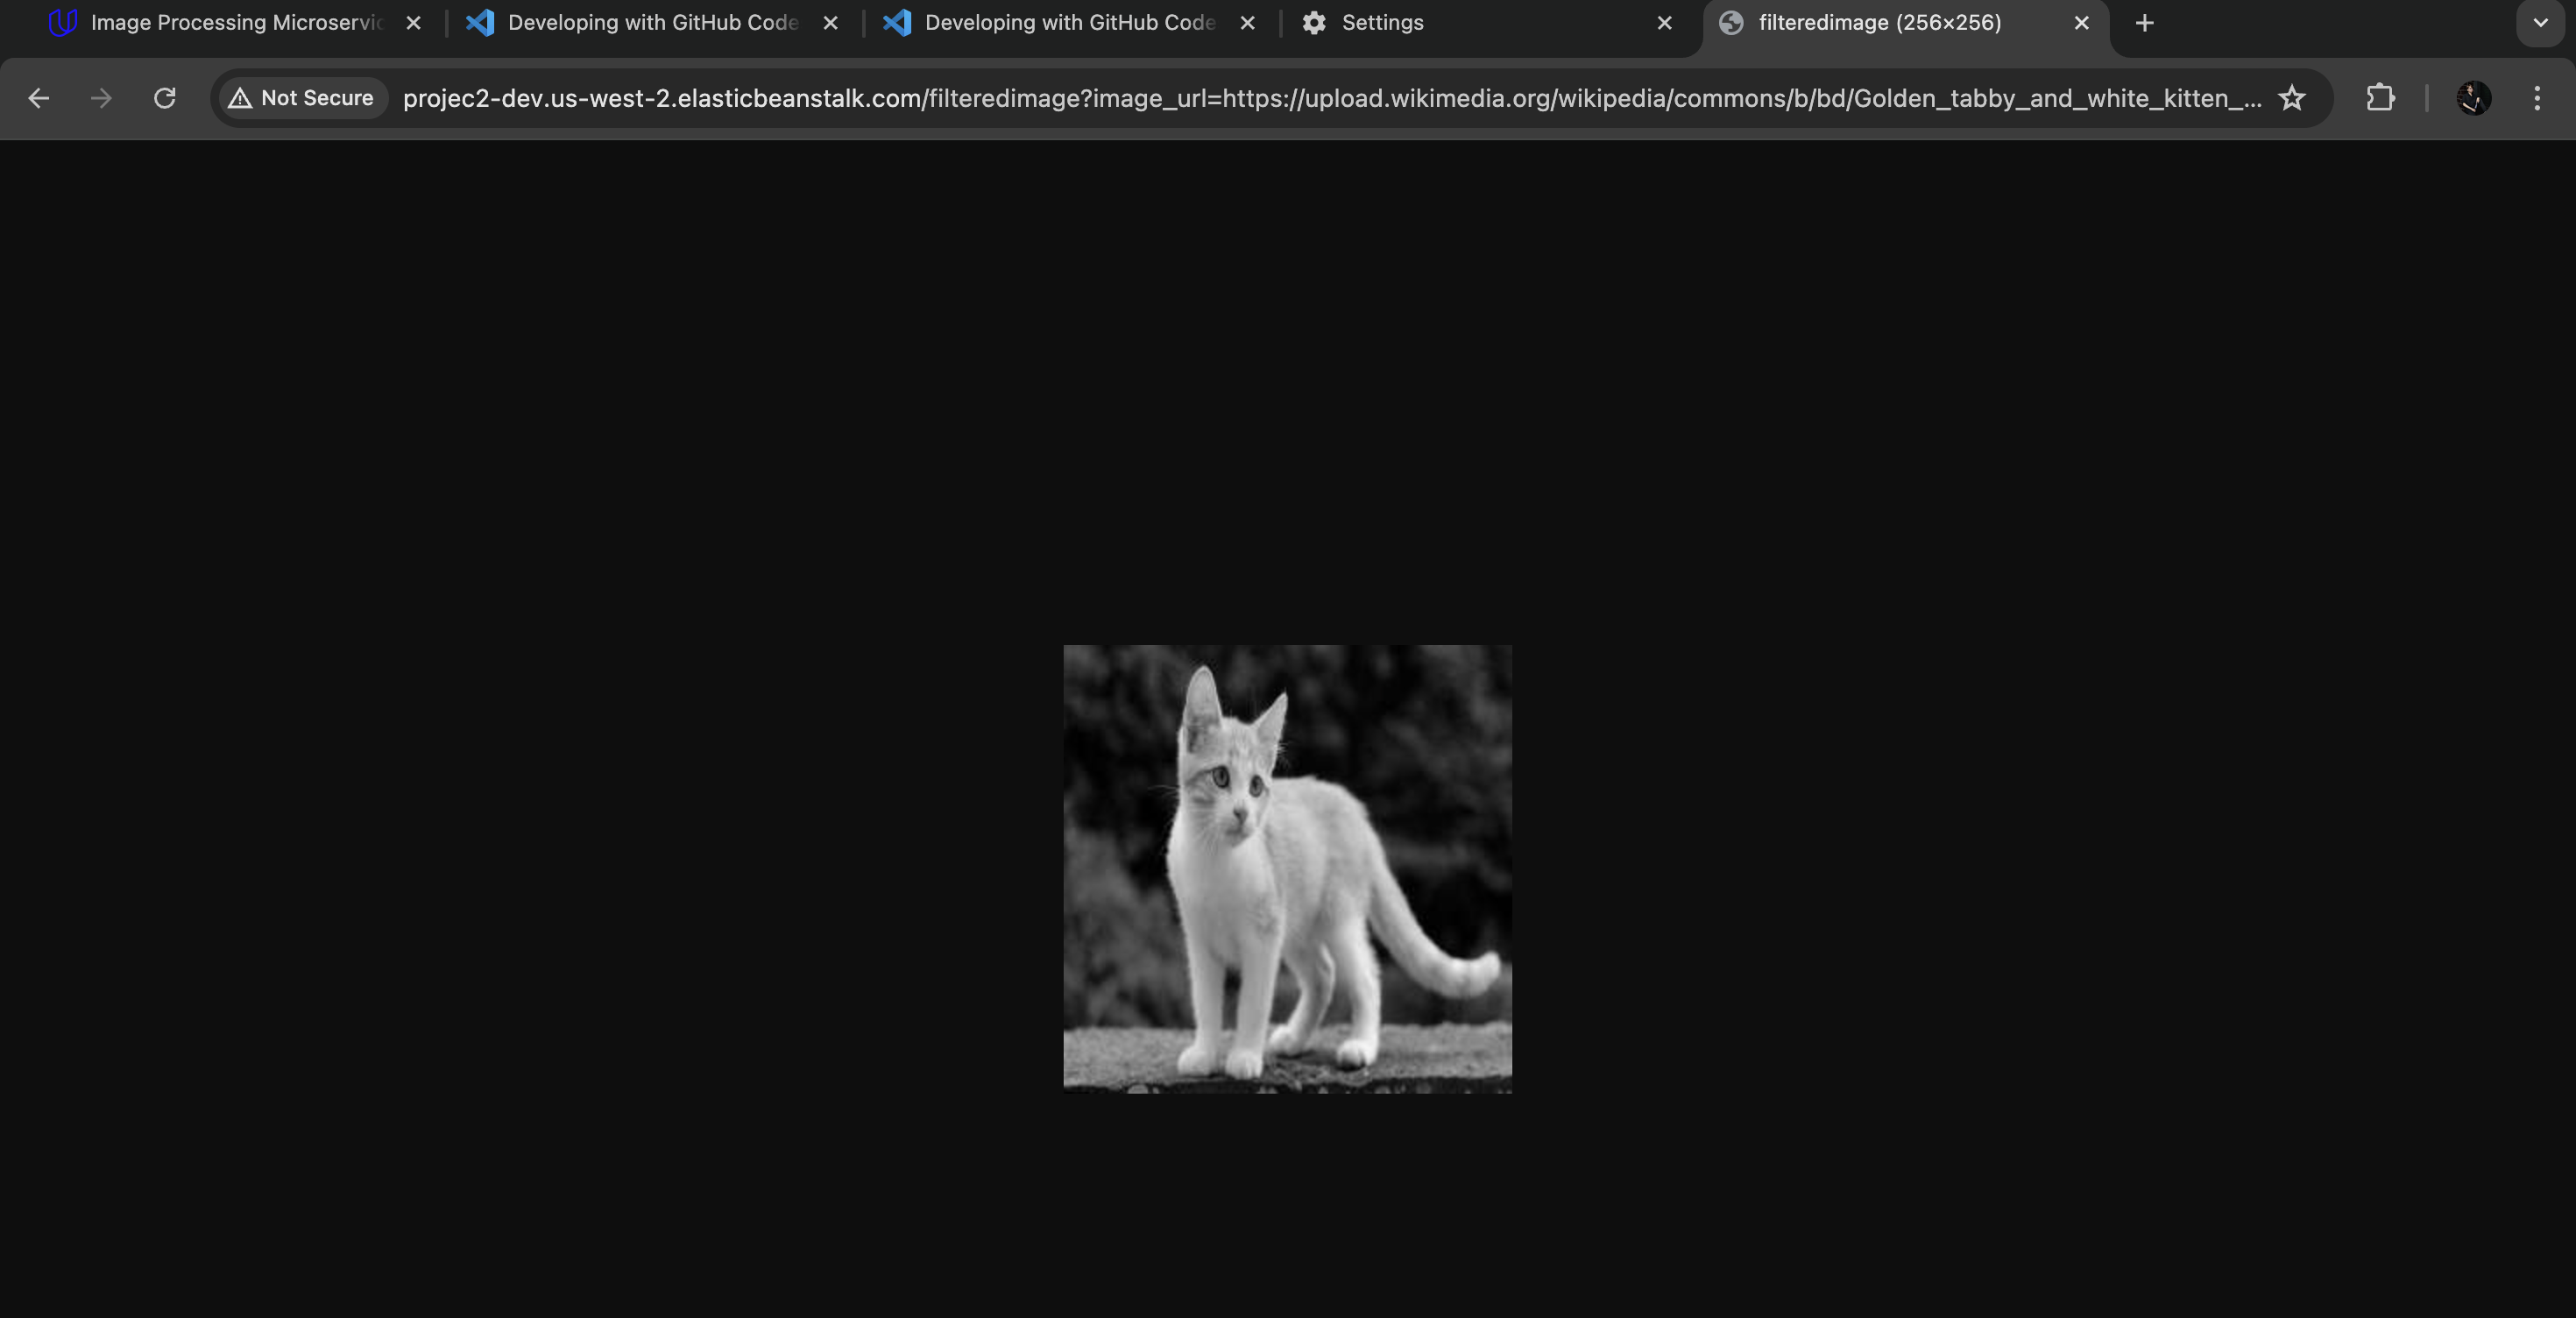 Image Processing Microservic
Developing with GitHub Code
Developing with GitHub Code
Settings
filteredimage (256×256)
Not Secure
projec2-dev.us-west-2.elasticbeanstalk.com/filteredimage?image_url=https://upload.wikimedia.org/wikipedia/commons/b/bd/Golden_tabby_and_white_kitten_...